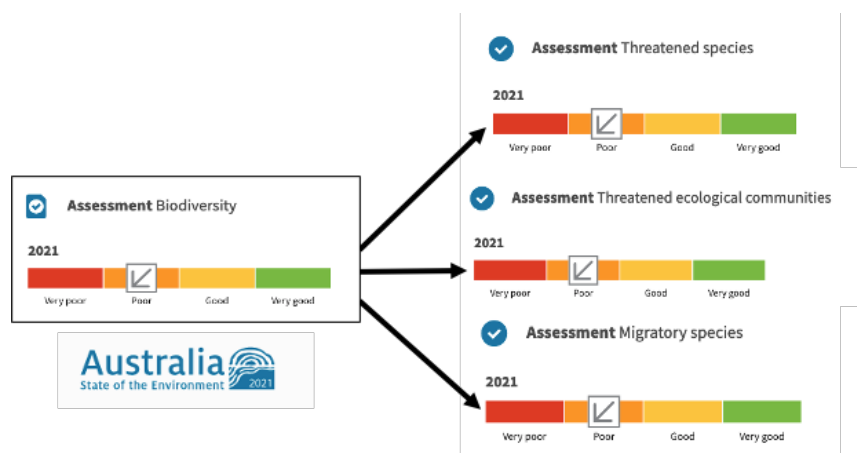 Assessment Biodiversity
2021
Very poor Poor Good Very good
Australia
State of the Environment 2021
Assessment Threatened species
2021
Very poor Poor Good Very good
Assessment Threatened ecological communities
2021
Very poor Poor Good Very good
Assessment Migratory species
2021
Very poor Poor Good Very good